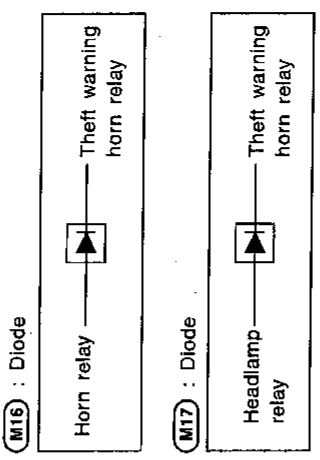 M16 : Diode
Horn relay
Theft warning
horn relay
M17 : Diode
Headlamp
relay
Theft warning
horn relay